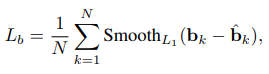 L_b = \frac{1}{N} \sum_{k=1}^{N} \text{Smooth}_{L_1}(\mathbf{b}_k - \hat{\mathbf{b}}_k),